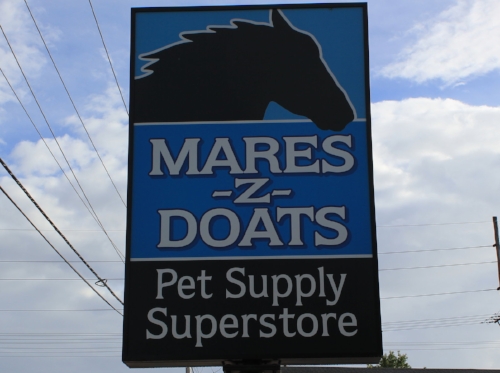 MARES
-Z-
DOATS
Pet Supply
Superstore